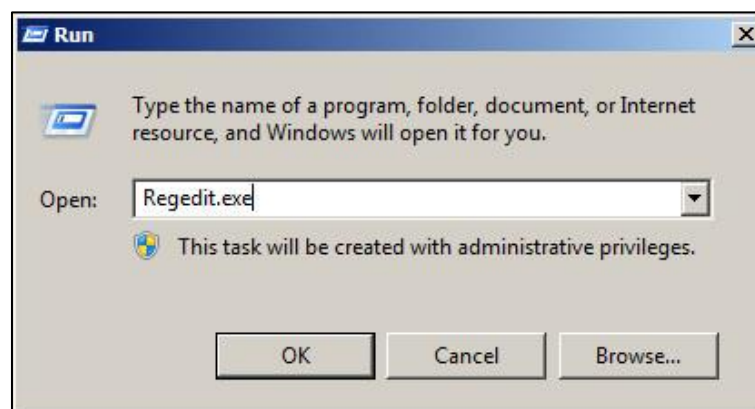 Run
Type the name of a program, folder, document, or Internet
resource, and Windows will open it for you.
Open: Regedit.exe
This task will be created with administrative privileges.
OK Cancel Browse...